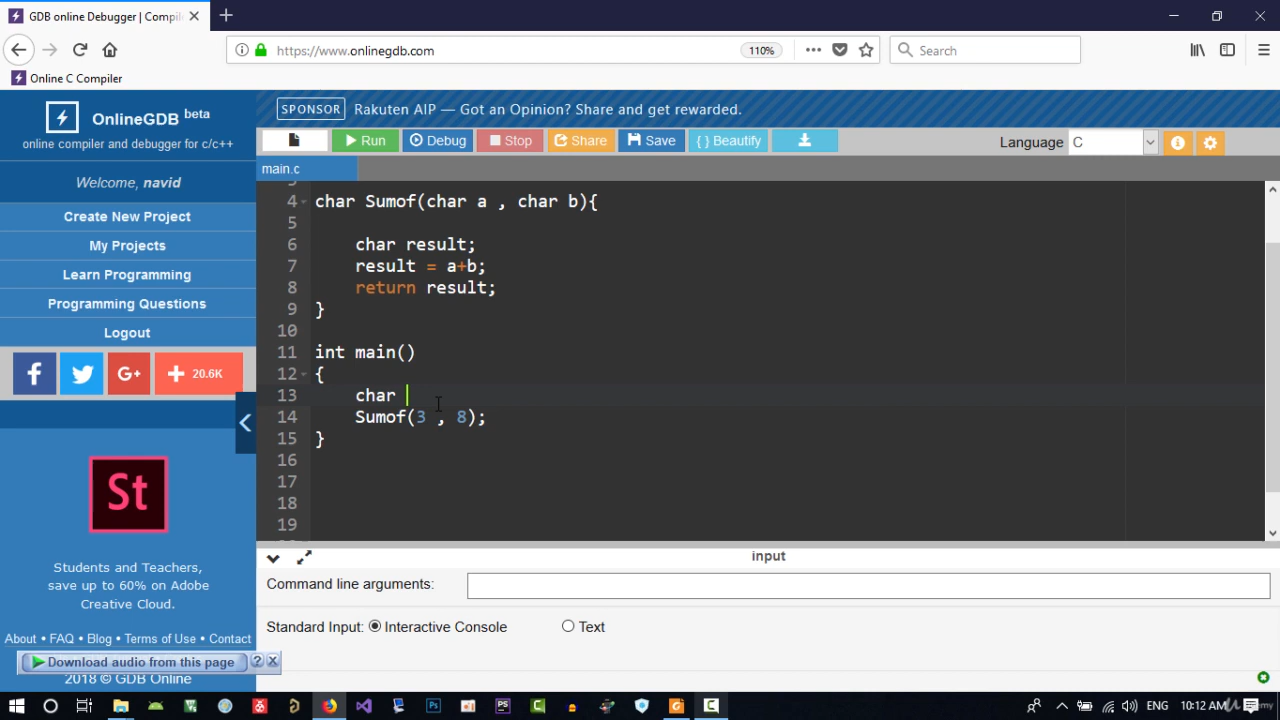 GDB online Debugger | Compile
https://www.onlinegdb.com
110%
Search
Online C Compiler
OnlineGDB beta
online compiler and debugger for c/c++
Welcome, navid
Create New Project
My Projects
Learn Programming
Programming Questions
Logout
20.6K
St
Students and Teachers,
save up to 60% on Adobe
Creative Cloud.
About • FAQ • Blog • Terms of Use • Contact
Download audio from this page
2018 © GDB Online
SPONSOR Rakuten AIP — Got an Opinion? Share and get rewarded.
Run Debug Stop Share Save { } Beautify
Language C
main.c
4 char Sumof(char a , char b){
5
6 char result;
7 result = a+b;
8 return result;
9 }
10
11 int main()
12 {
13 char
14 Sumof(3 , 8);
15 }
16
17
18
19
input
Command line arguments:
Standard Input: Interactive Console Text
ENG 10:12 AM